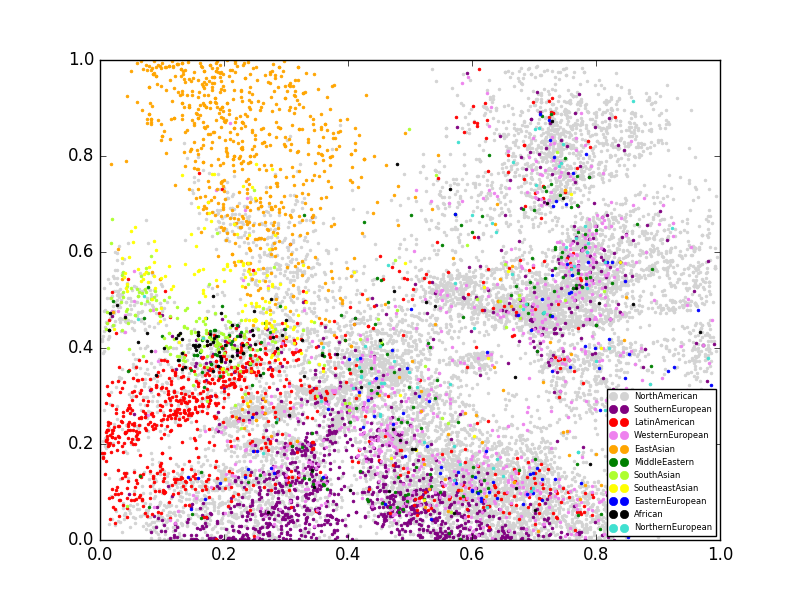 1.0
0.8
0.6
0.4
0.2
0.0
0.0 0.2 0.4 0.6 0.8 1.0
NorthAmerican
SouthernEuropean
LatinAmerican
WesternEuropean
EastAsian
MiddleEastern
SouthAsian
SoutheastAsian
EasternEuropean
African
NorthernEuropean